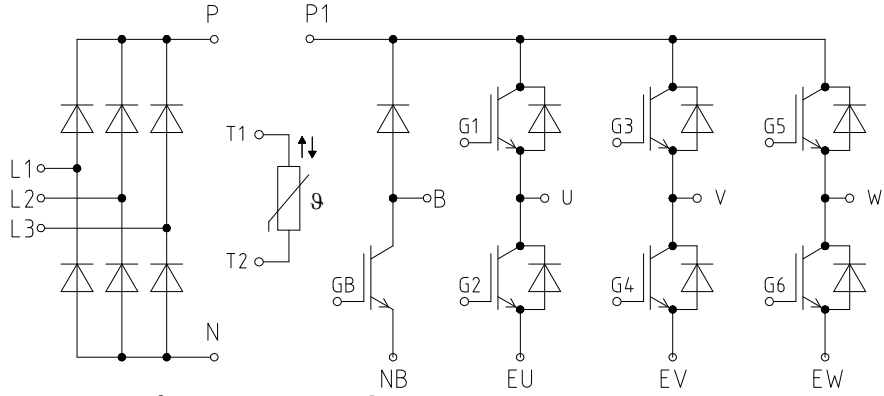 P P1
T1
G1 G3 G5
L1
L2 ϑ B U V W
L3
T2
GB G2 G4 G6
N
NB EU EV EW